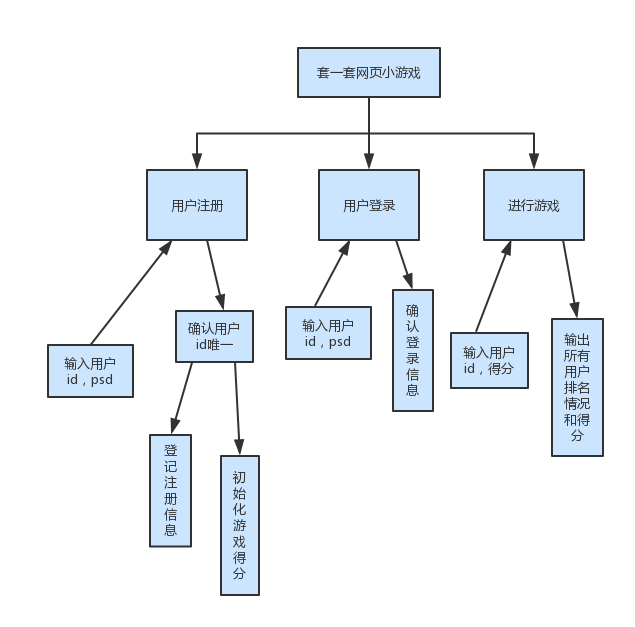 套一套网页小游戏
用户注册
用户登录
进行游戏
输入用户
id，psd
确认用户
id唯一
登
记
注
册
信
息
初
始
化
游
戏
得
分
输入用户
id，psd
确
认
登
录
信
息
输入用户
id，得分
输出
所有
用户
排名
情况
和得
分